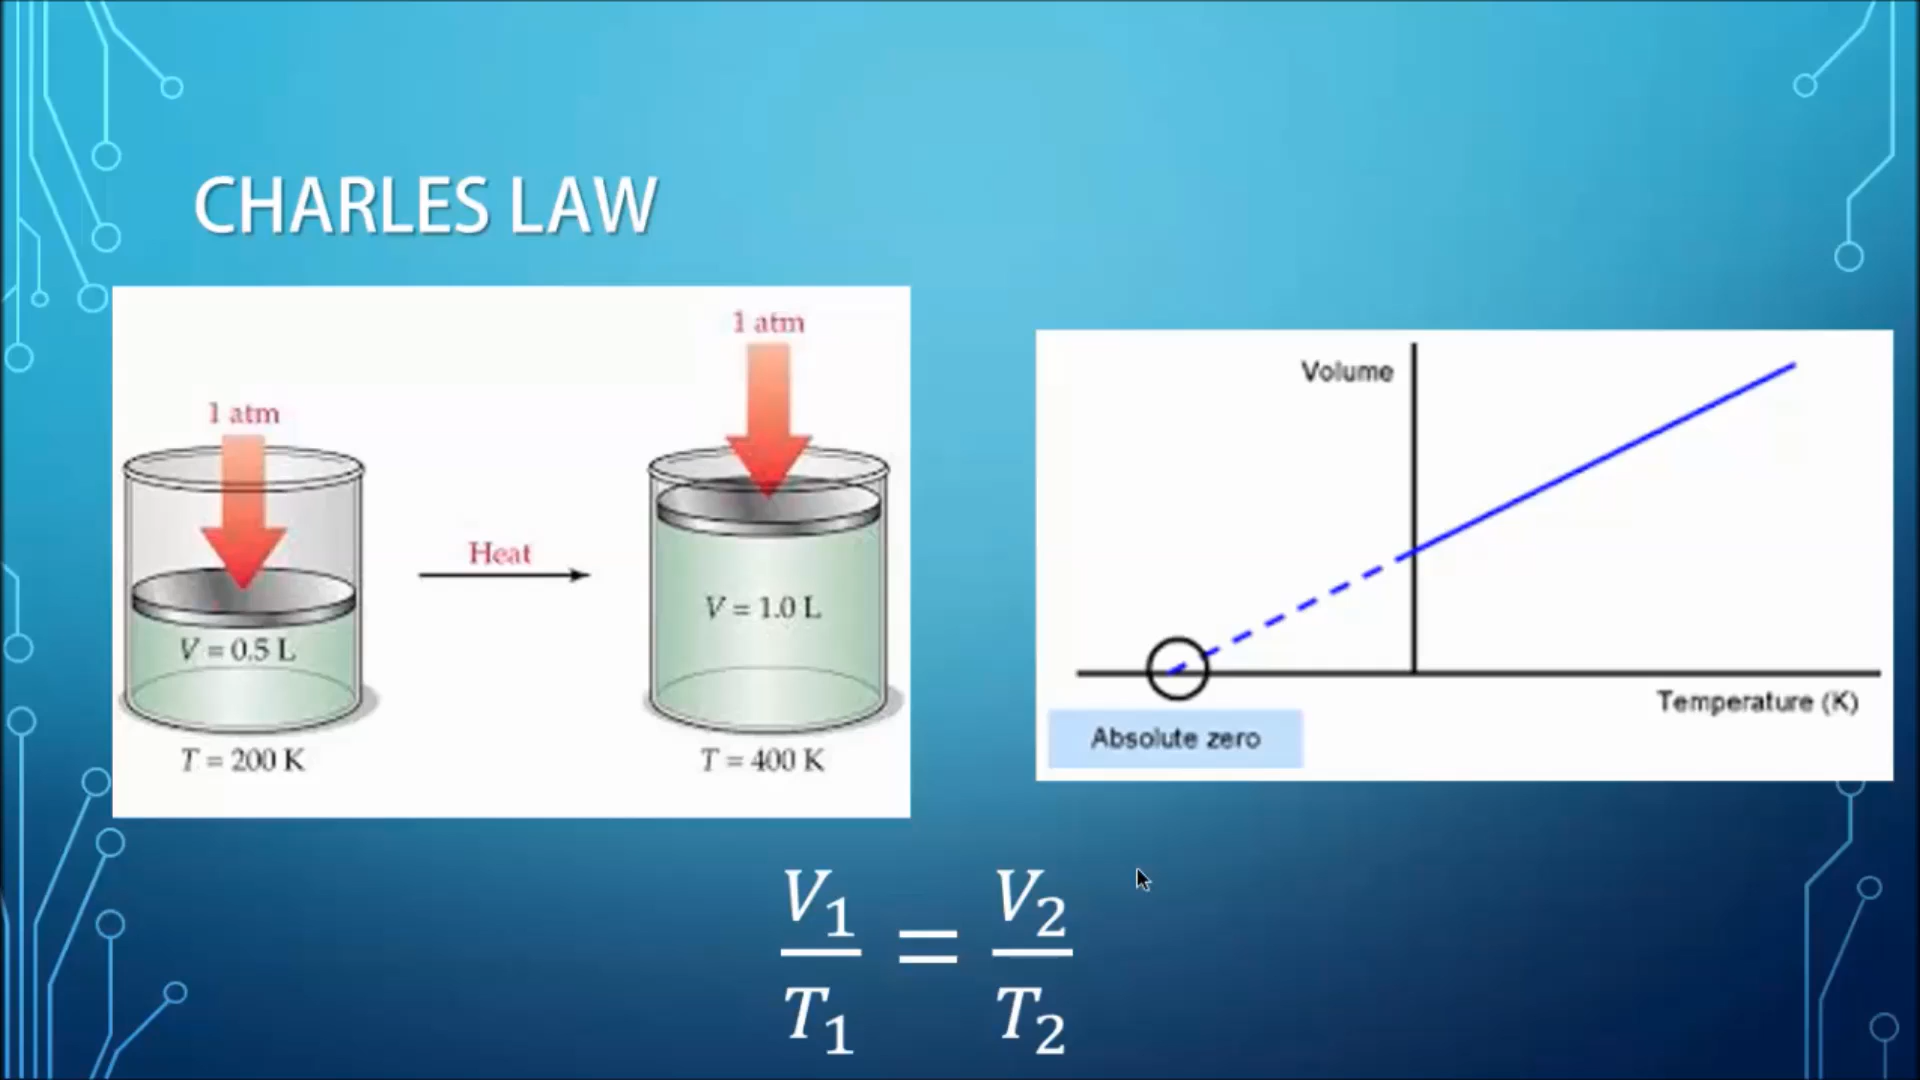 CHARLES LAW
1 atm
1 atm
Heat
V = 0.5 L
V = 1.0 L
T = 200 K
T = 400 K
Volume
Temperature (K)
Absolute zero
V₁/T₁ = V₂/T₂